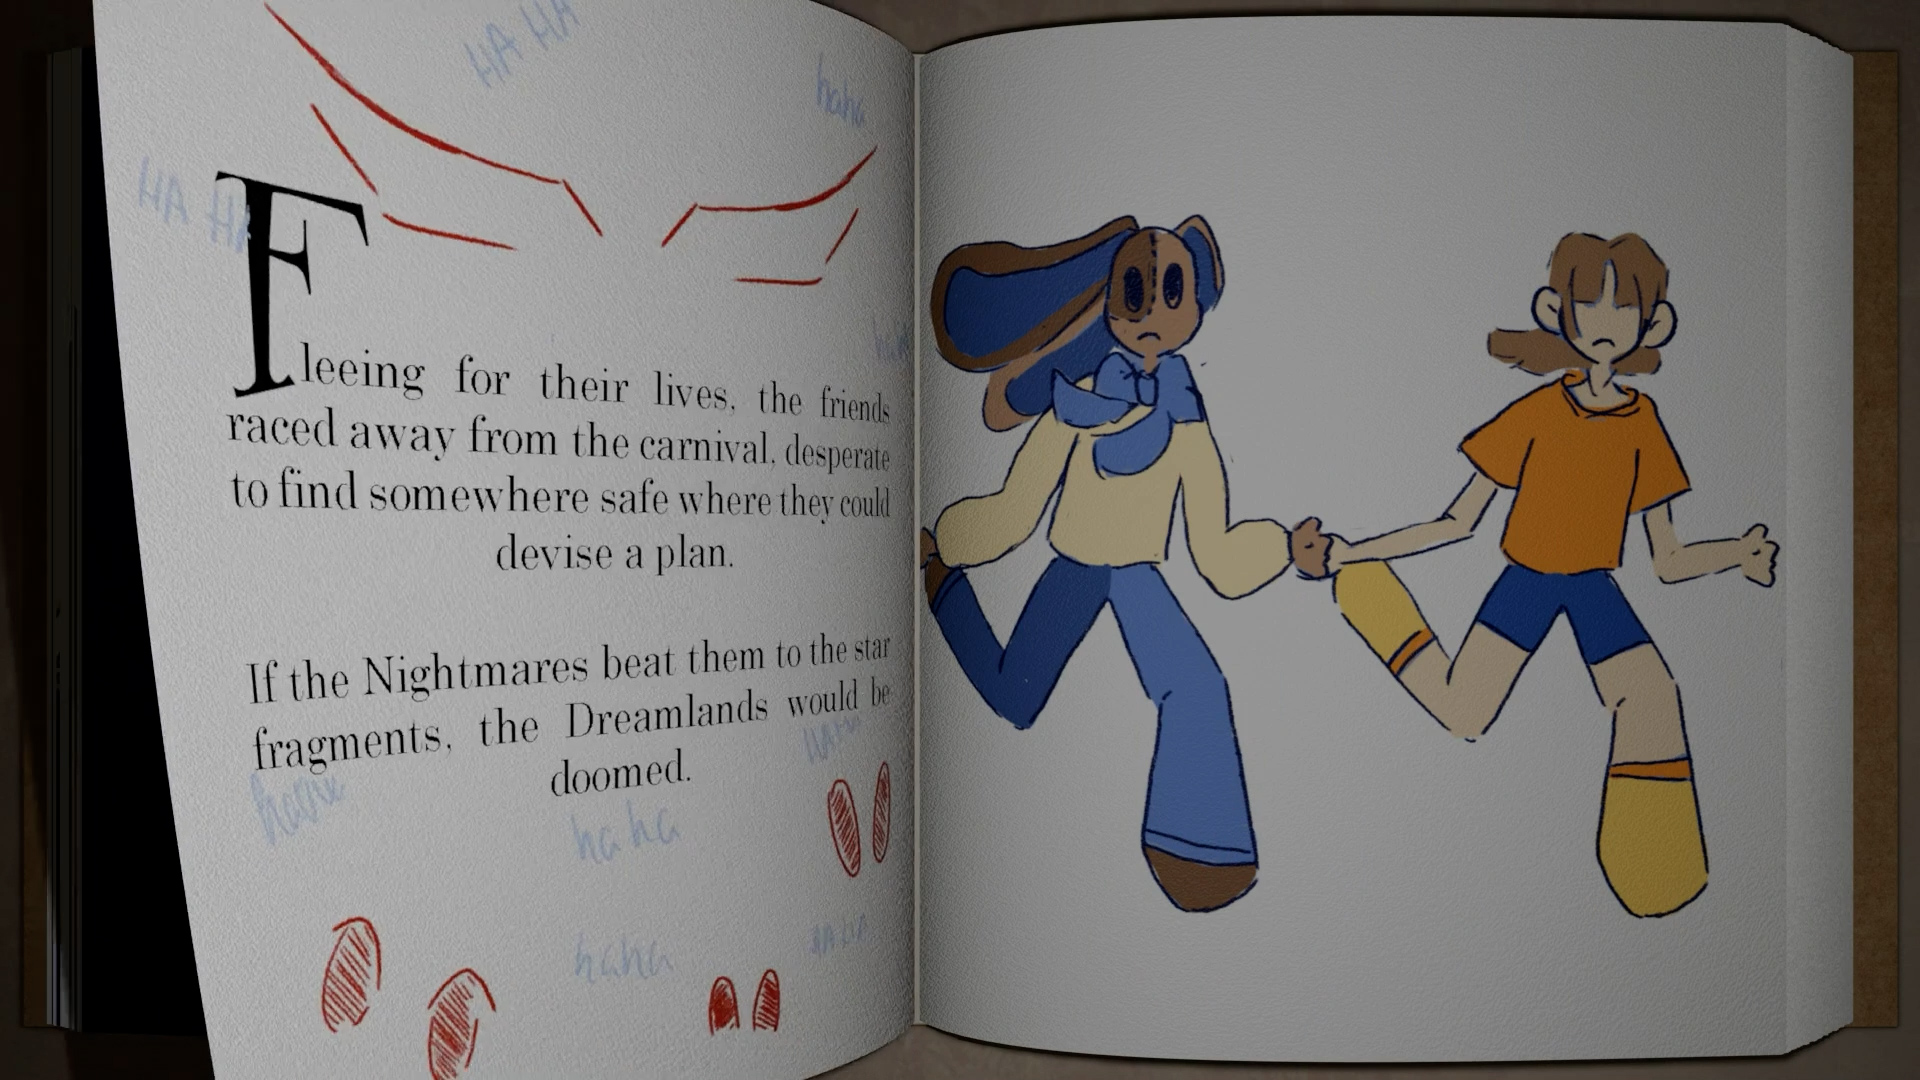 HA HA
haha
HA HA
Fleeing for their lives, the friends
raced away from the carnival, desperate
to find somewhere safe where they could
devise a plan.
If the Nightmares beat them to the star
fragments, the Dreamlands would be
doomed.
ha ha
haha